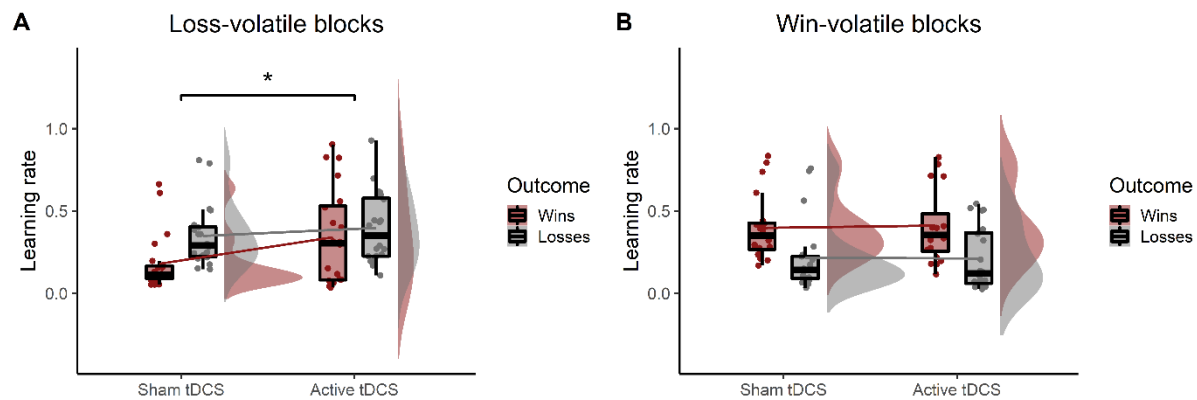 A
Loss-volatile blocks
*
Learning rate
1.0
0.5
0.0
Sham tDCS
Active tDCS
Outcome
Wins
Losses
B
Win-volatile blocks
Learning rate
1.0
0.5
0.0
Sham tDCS
Active tDCS
Outcome
Wins
Losses